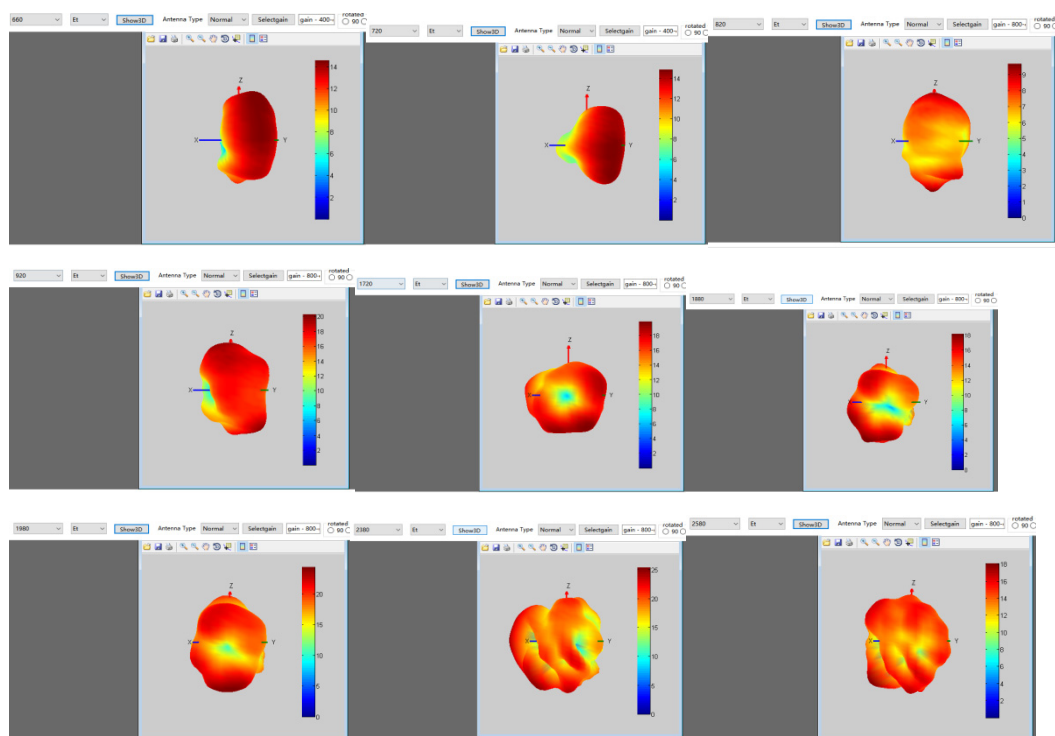 660 Et Show3D Antenna Type Normal Selectgain gain - 400 rotated 90
Z
X Y
14
12
10
8
6
4
2
720 Et Show3D Antenna Type Normal Selectgain gain - 400 rotated 90
Z
X Y
14
12
10
8
6
4
2
0
820 Et Show3D Antenna Type Normal Selectgain gain - 800 rotated 90
Z
X Y
9
8
7
6
5
4
3
2
1
0
920 Et Show3D Antenna Type Normal Selectgain gain - 800 rotated 90
Z
X Y
20
18
16
14
12
10
8
6
4
2
1720 Et Show3D Antenna Type Normal Selectgain gain - 800 rotated 90
Z
X Y
18
16
14
12
10
8
6
4
2
1880 Et Show3D Antenna Type Normal Selectgain gain - 800 rotated 90
Z
X Y
18
16
14
12
10
8
6
4
2
0
1980 Et Show3D Antenna Type Normal Selectgain gain - 800 rotated 90
Z
X Y
20
15
10
5
0
2380 Et Show3D Antenna Type Normal Selectgain gain - 800 rotated 90
Z
X Y
25
20
15
10
5
0
2580 Et Show3D Antenna Type Normal Selectgain gain - 800 rotated 90
Z
X Y
18
16
14
12
10
8
6
4
2
0